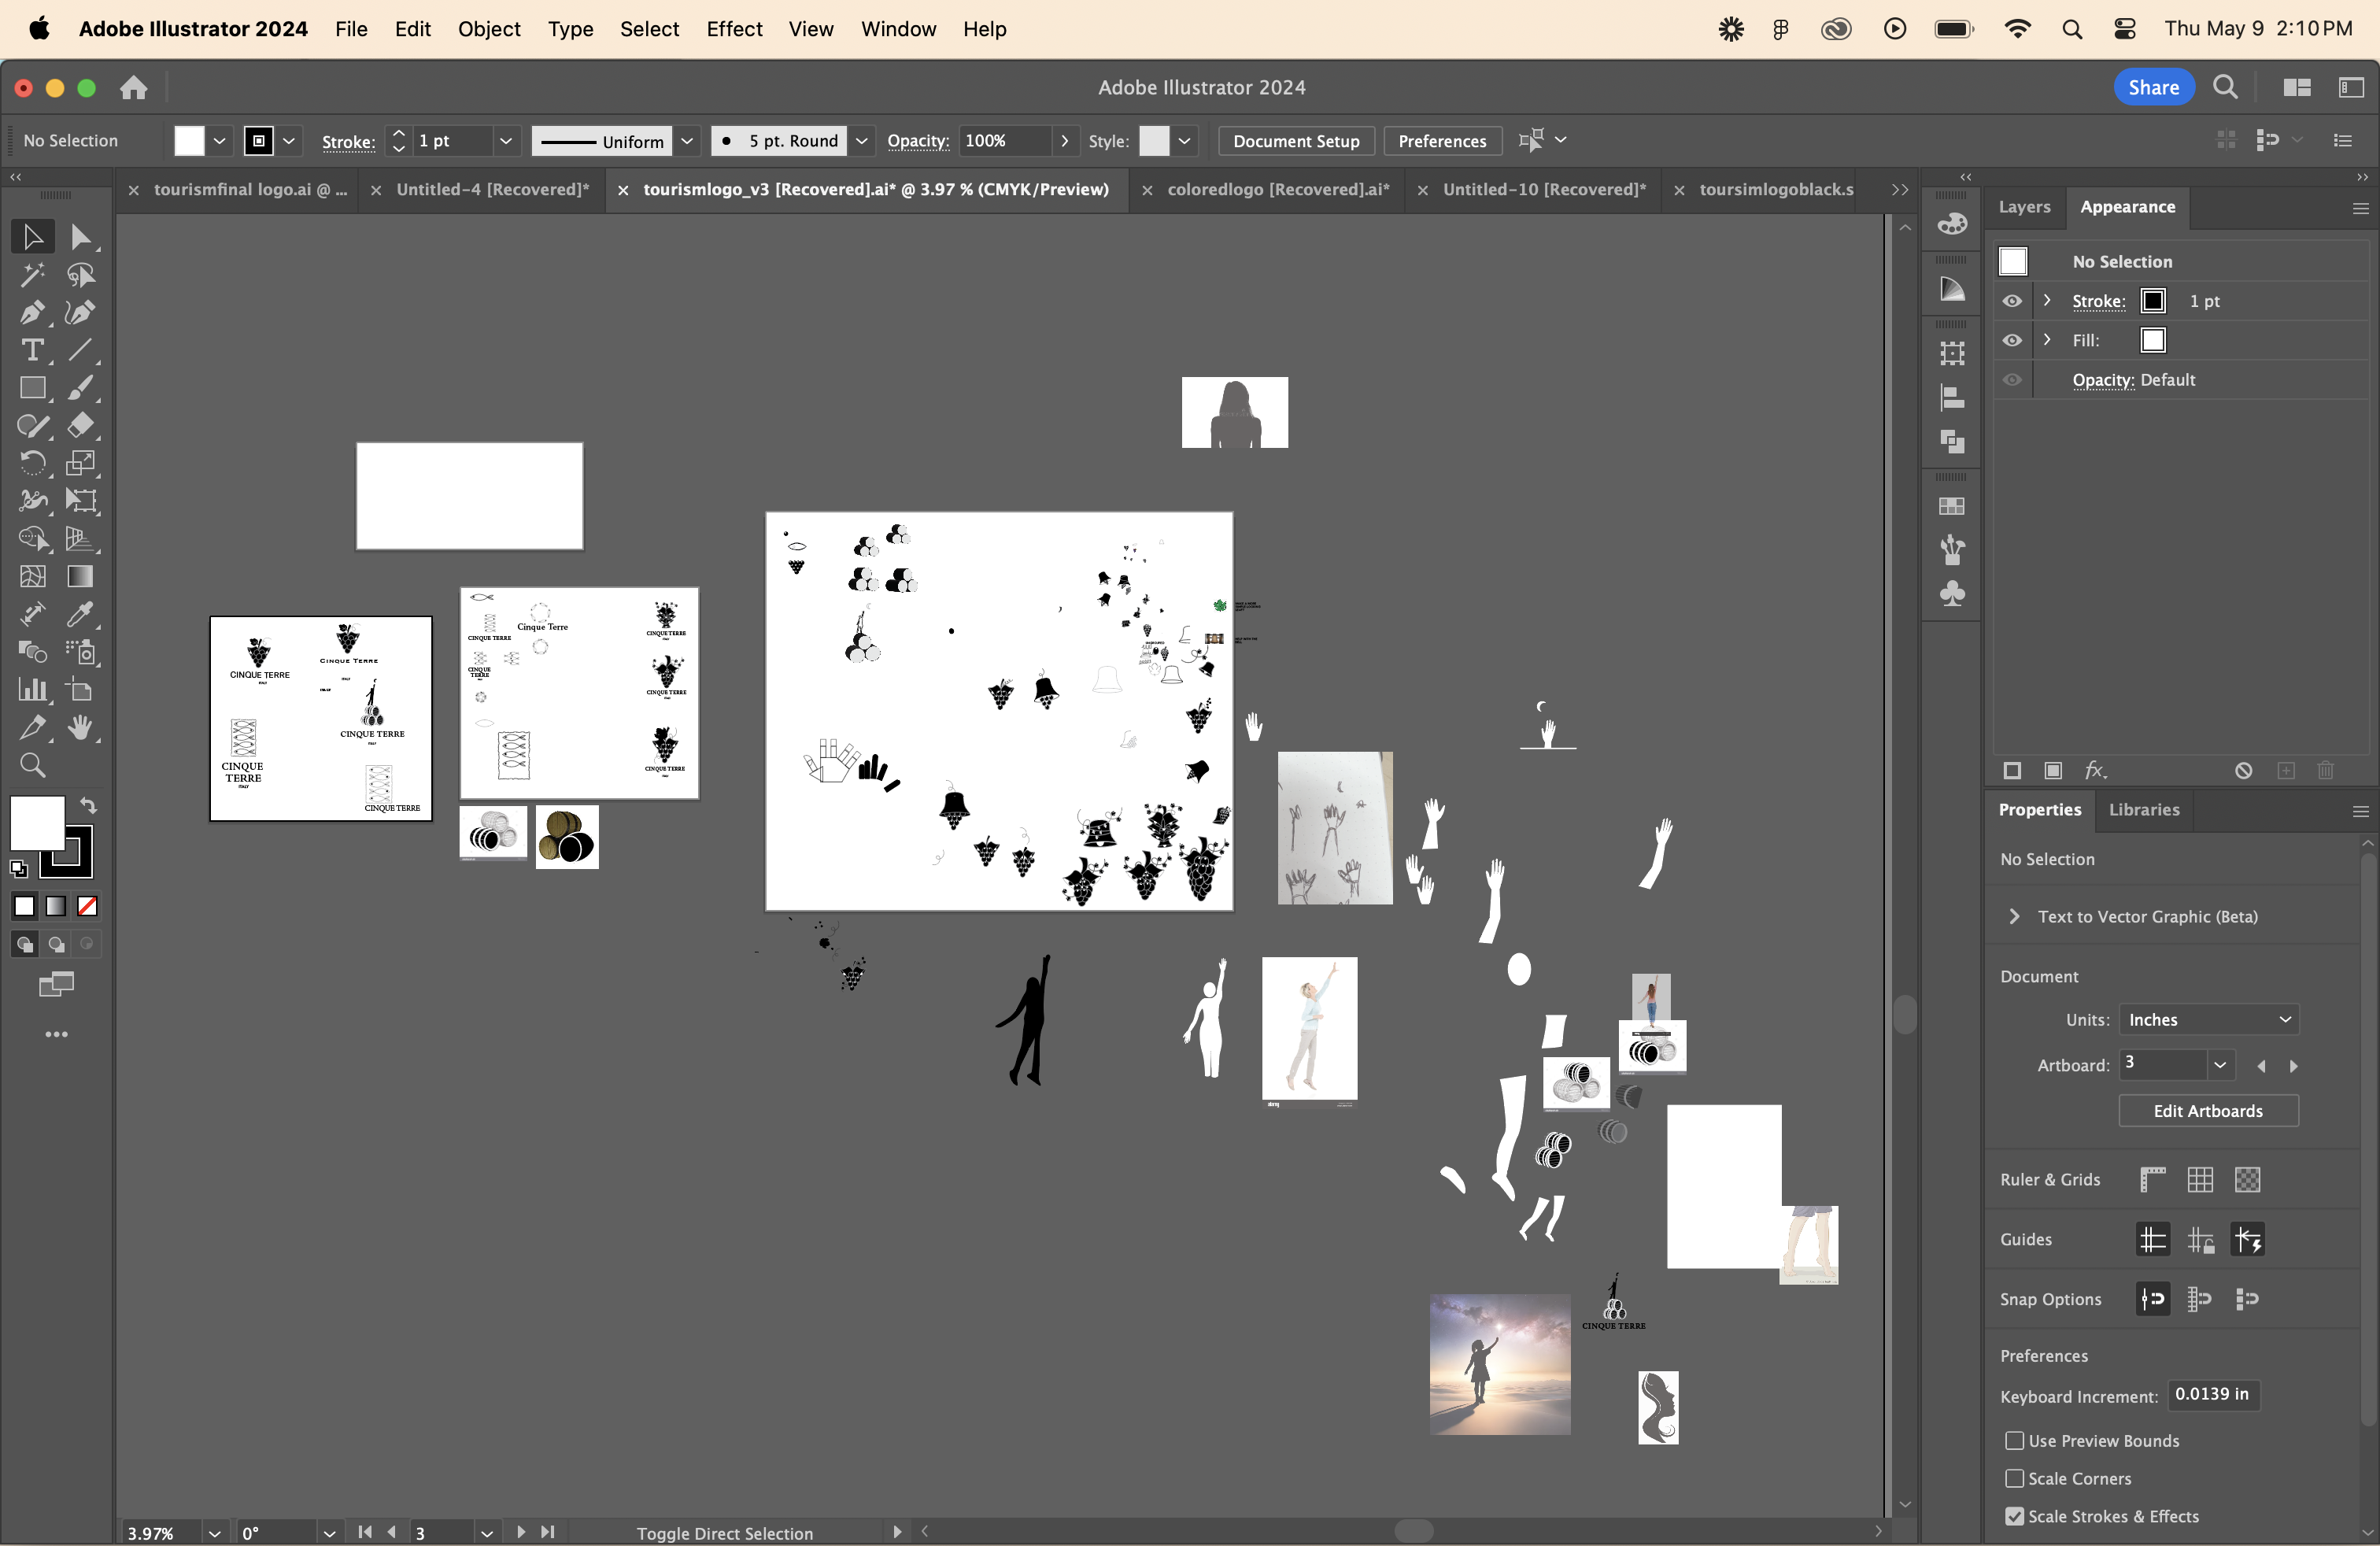 Adobe Illustrator 2024 File Edit Object Type Select Effect View Window Help Thu May 9 2:10 PM
Adobe Illustrator 2024 Share
No Selection Stroke: 1 pt Uniform 5 pt. Round Opacity: 100% Style: Document Setup Preferences
tourismfinal logo.ai @ ... Untitled-4 [Recovered]* tourismlogo_v3 [Recovered].ai* @ 3.97 % (CMYK/Preview) coloredlogo [Recovered].ai* Untitled-10 [Recovered]* toursimlogoblack.s
Layers Appearance
No Selection
Stroke: 1 pt
Fill:
Opacity: Default
CINQUE TERRE
ITALY
CINQUE TERRE
ITALY
CINQUE TERRE
ITALY
CINQUE
TERRE
ITALY
CINQUE TERRE
CINQUE TERRE
Cinque Terre
CINQUE
TERRE
CINQUE TERRE
ITALY
CINQUE TERRE
CINQUE TERRE
ITALY
alamy
CINQUE TERRE
Properties Libraries
No Selection
Text to Vector Graphic (Beta)
Document
Units: Inches
Artboard: 3
Edit Artboards
Ruler & Grids
Guides
Snap Options
Preferences
Keyboard Increment: 0.0139 in
Use Preview Bounds
Scale Corners
Scale Strokes & Effects
3.97% 0° 3 Toggle Direct Selection